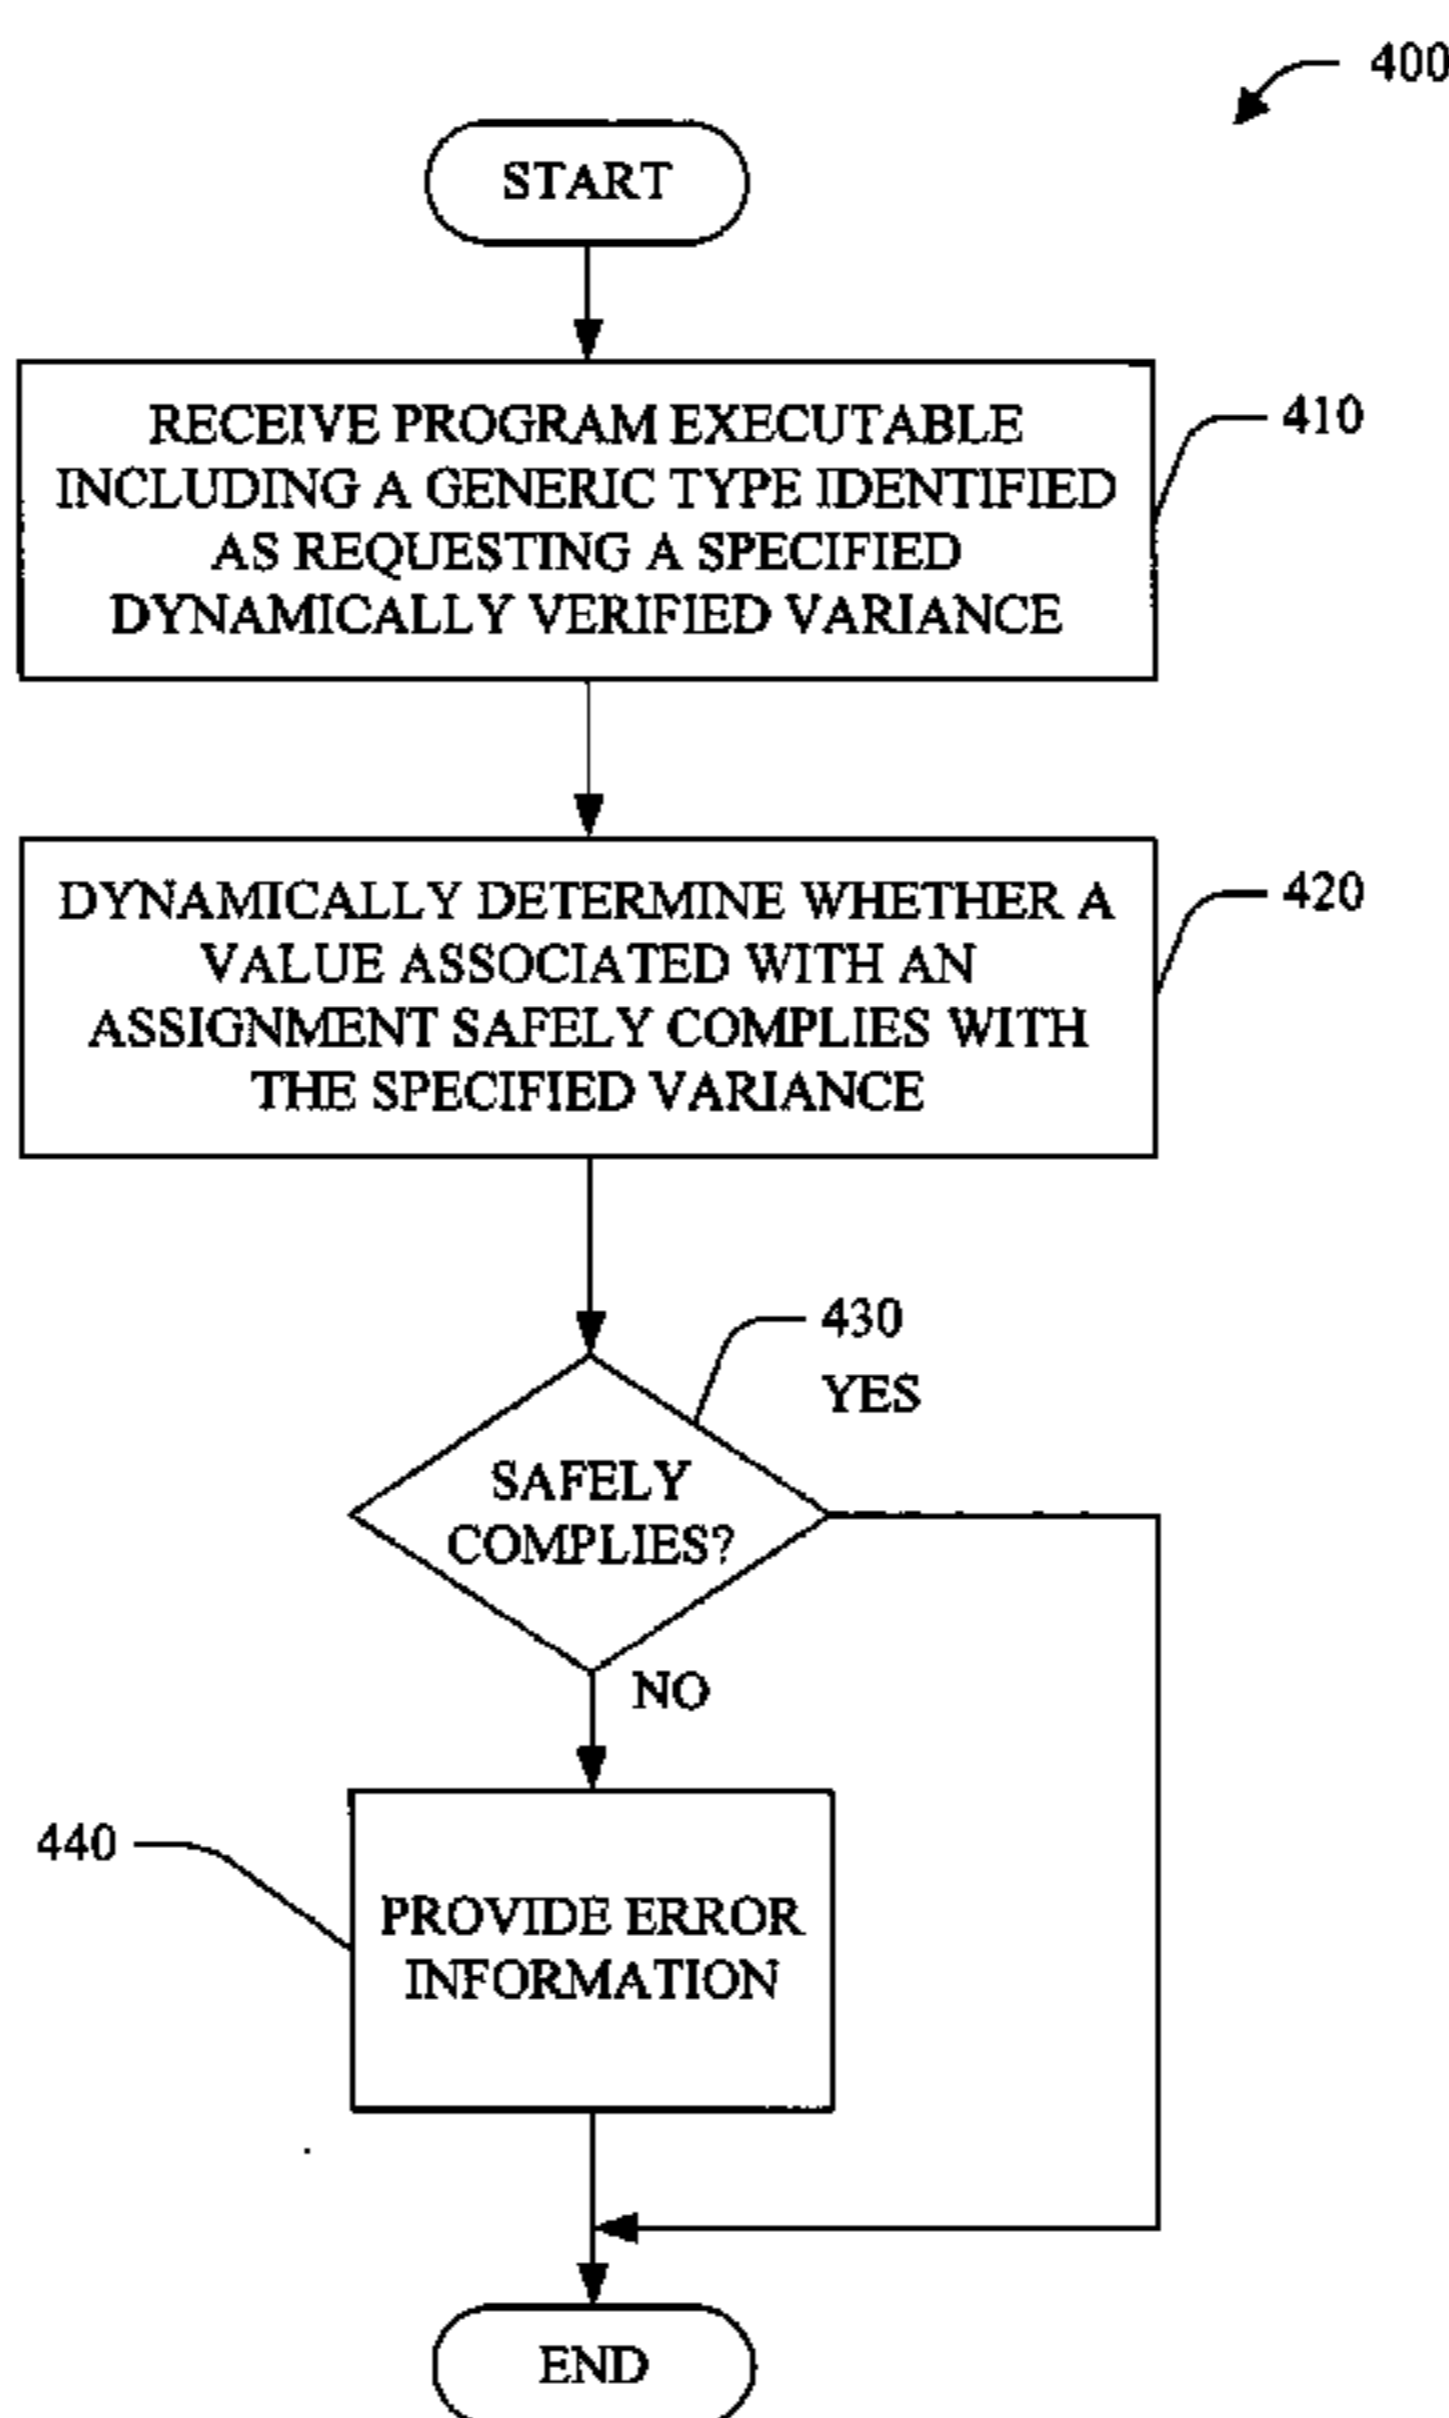 400
START
RECEIVE PROGRAM EXECUTABLE
INCLUDING A GENERIC TYPE IDENTIFIED
AS REQUESTING A SPECIFIED
DYNAMICALLY VERIFIED VARIANCE
410
DYNAMICALLY DETERMINE WHETHER A
VALUE ASSOCIATED WITH AN
ASSIGNMENT SAFELY COMPLIES WITH
THE SPECIFIED VARIANCE
420
430
YES
SAFELY
COMPLIES?
NO
440
PROVIDE ERROR
INFORMATION
END